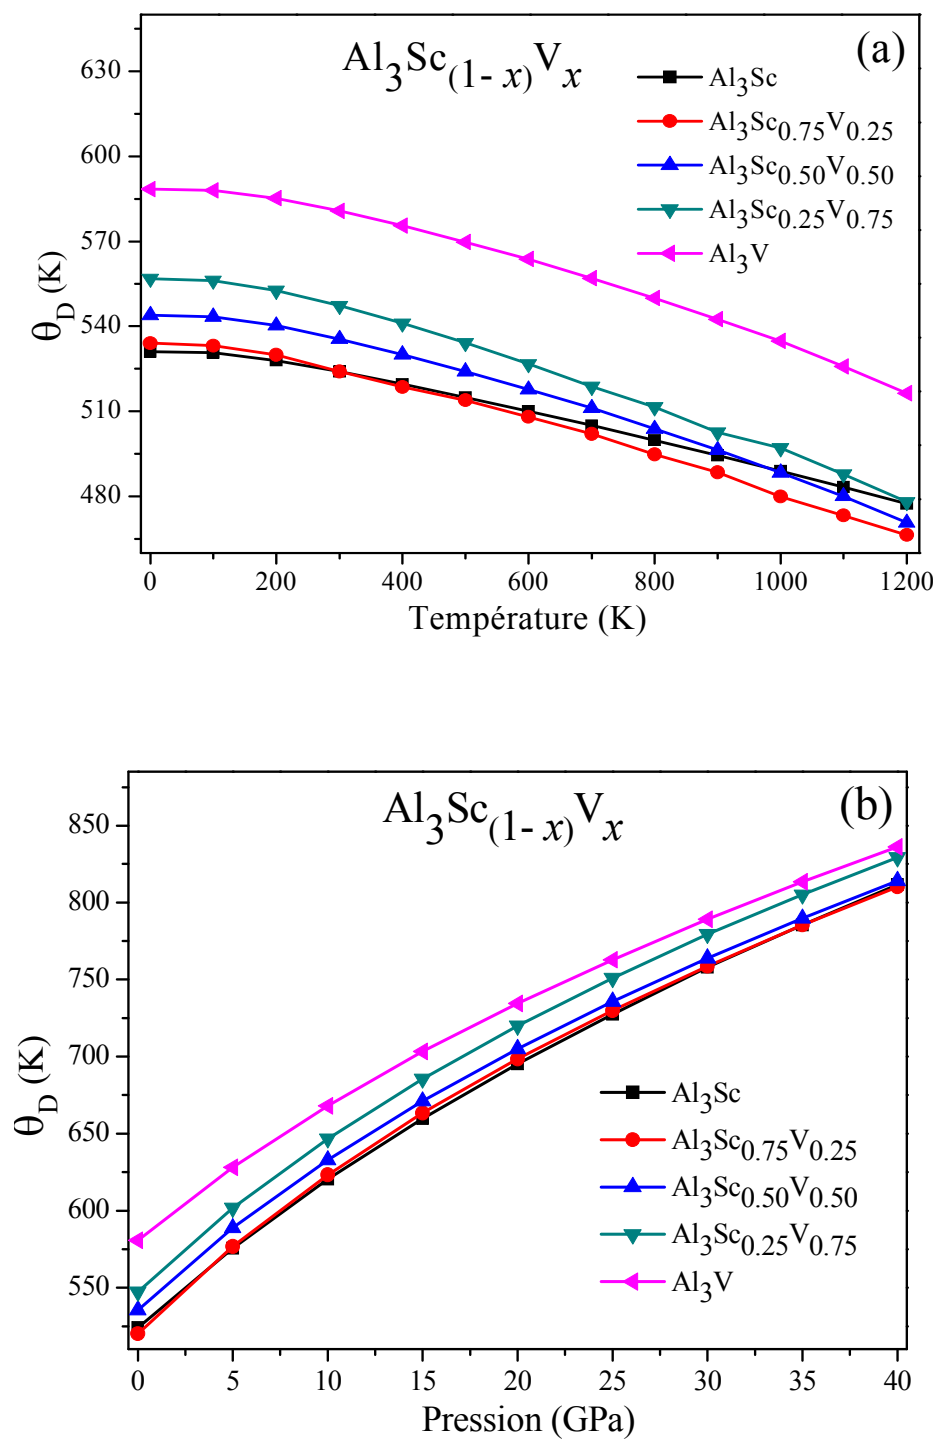 Al3Sc(1- x)Vx
(a)
Al3Sc
Al3Sc0.75V0.25
Al3Sc0.50V0.50
Al3Sc0.25V0.75
Al3V
630
600
570
540
510
480
θD (K)
0 200 400 600 800 1000 1200
Température (K)
Al3Sc(1- x)Vx
(b)
850
800
750
700
650
600
550
θD (K)
Al3Sc
Al3Sc0.75V0.25
Al3Sc0.50V0.50
Al3Sc0.25V0.75
Al3V
0 5 10 15 20 25 30 35 40
Pression (GPa)